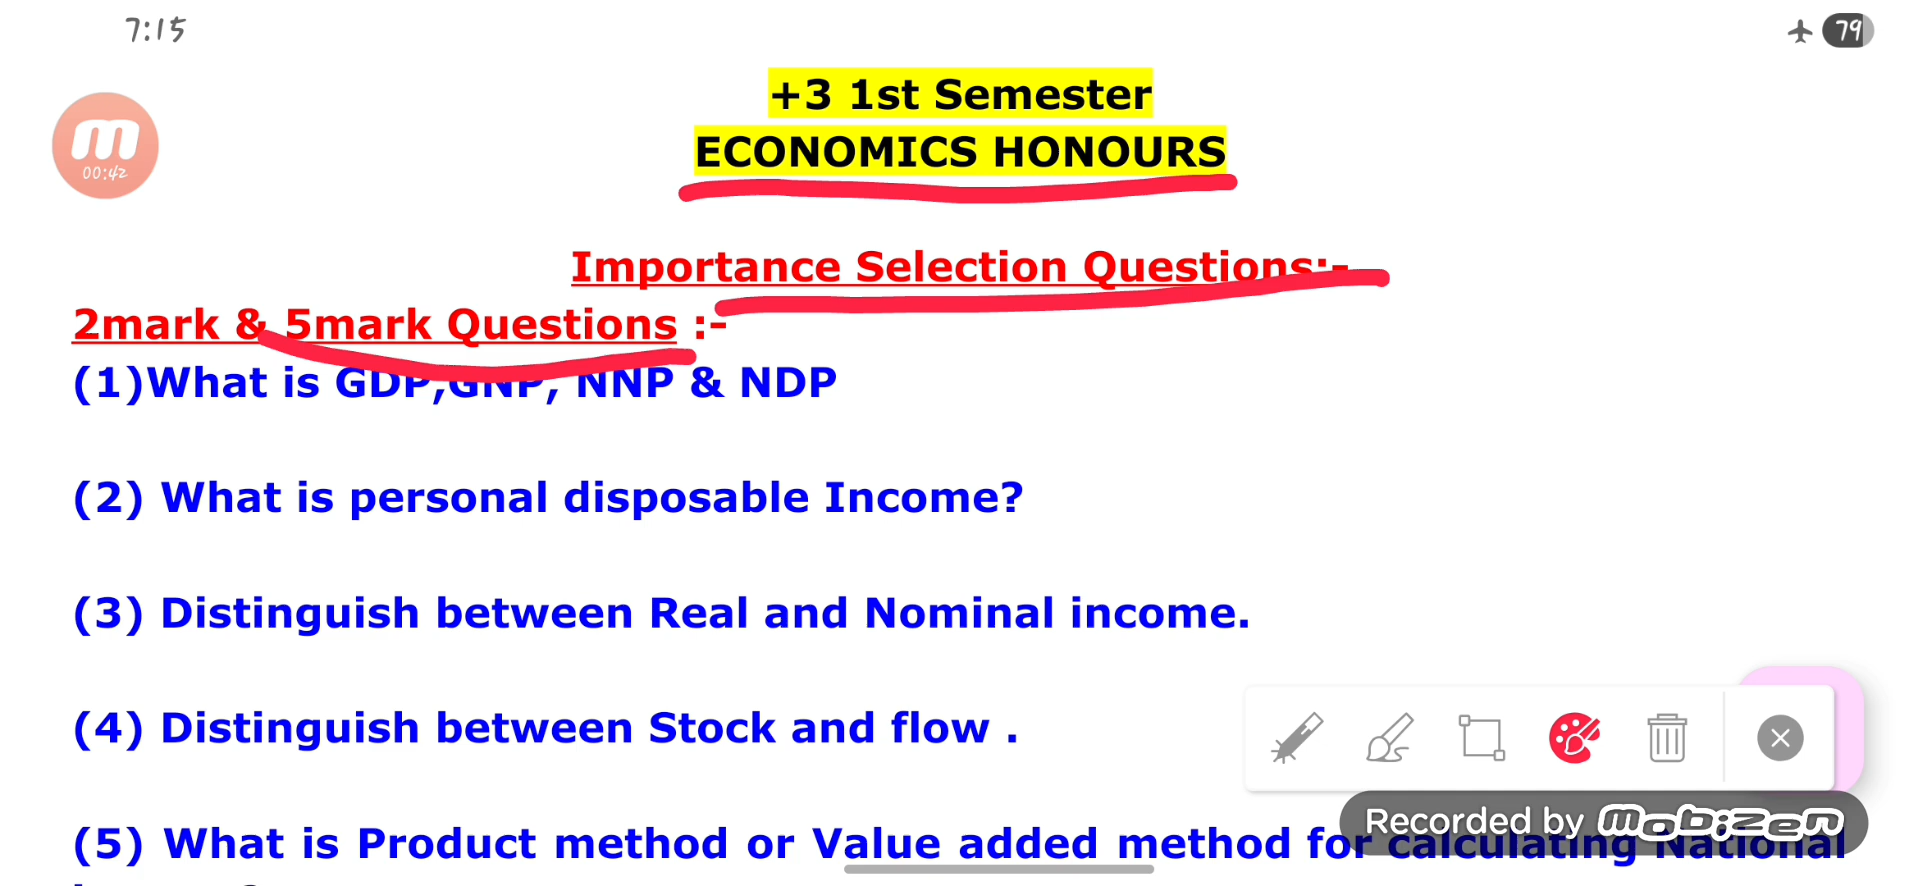 7:15
79
00:42
+3 1st Semester
ECONOMICS HONOURS
Importance Selection Questions:-
2mark & 5mark Questions :-
(1)What is GDP,GNP, NNP & NDP
(2) What is personal disposable Income?
(3) Distinguish between Real and Nominal income.
(4) Distinguish between Stock and flow .
Recorded by mobizen
(5) What is Product method or Value added method for calculating National